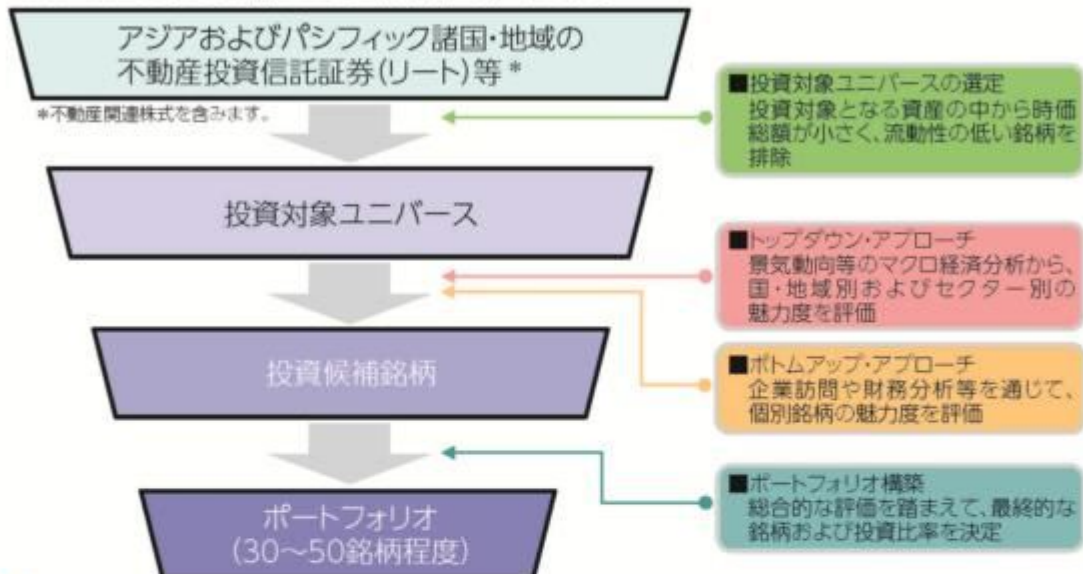 アジアおよびパシフィック諸国・地域の
不動産投資信託証券(リート)等*
*不動産関連株式を含みます。
■投資対象ユニバースの選定
投資対象となる資産の中から時価
総額が小さく、流動性の低い銘柄を
排除
投資対象ユニバース
■トップダウン・アプローチ
景気動向等のマクロ経済分析から、
国・地域別およびセクター別の
魅力度を評価
■ボトムアップ・アプローチ
企業訪問や財務分析等を通じて、
個別銘柄の魅力度を評価
投資候補銘柄
■ポートフォリオ構築
総合的な評価を踏まえて、最終的な
銘柄および投資比率を決定
ポートフォリオ
(30～50銘柄程度)